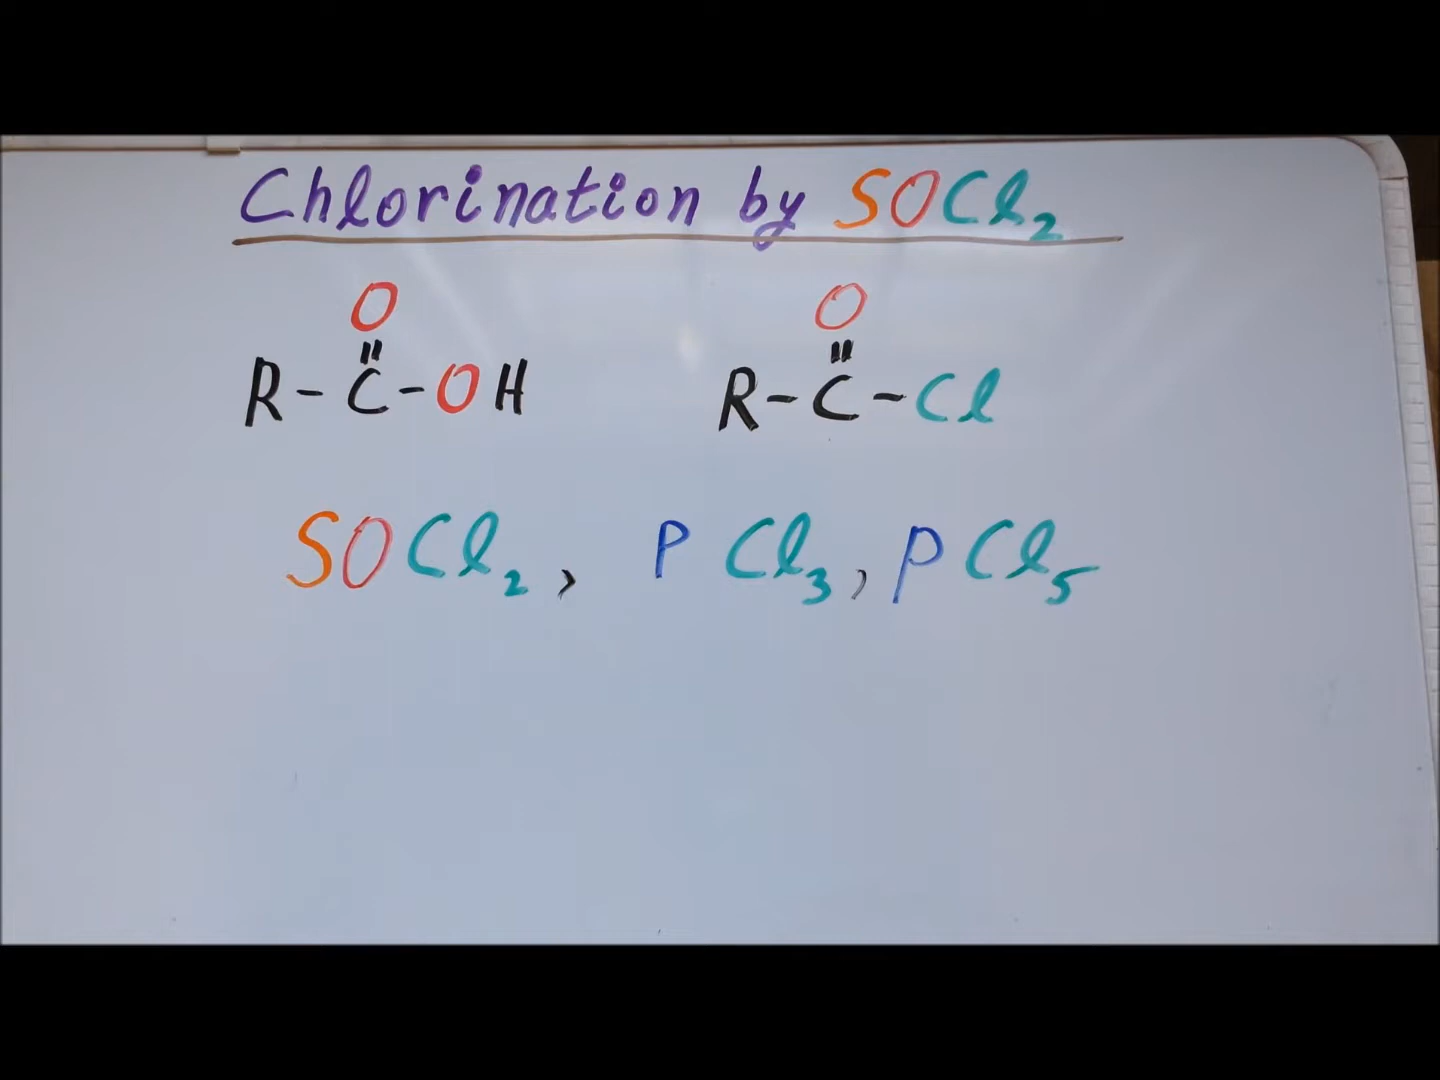 Chlorination by SOCl₂
O O
R-C-OH R-C-Cl
SOCl₂, PCl₃, PCl₅